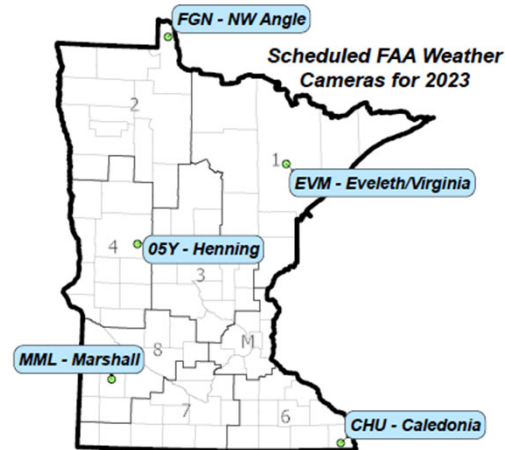 FGN - NW Angle
Scheduled FAA Weather
Cameras for 2023
2
1
EVM - Eveleth/Virginia
4
05Y - Henning
3
8
M
MML - Marshall
7
6
CHU - Caledonia